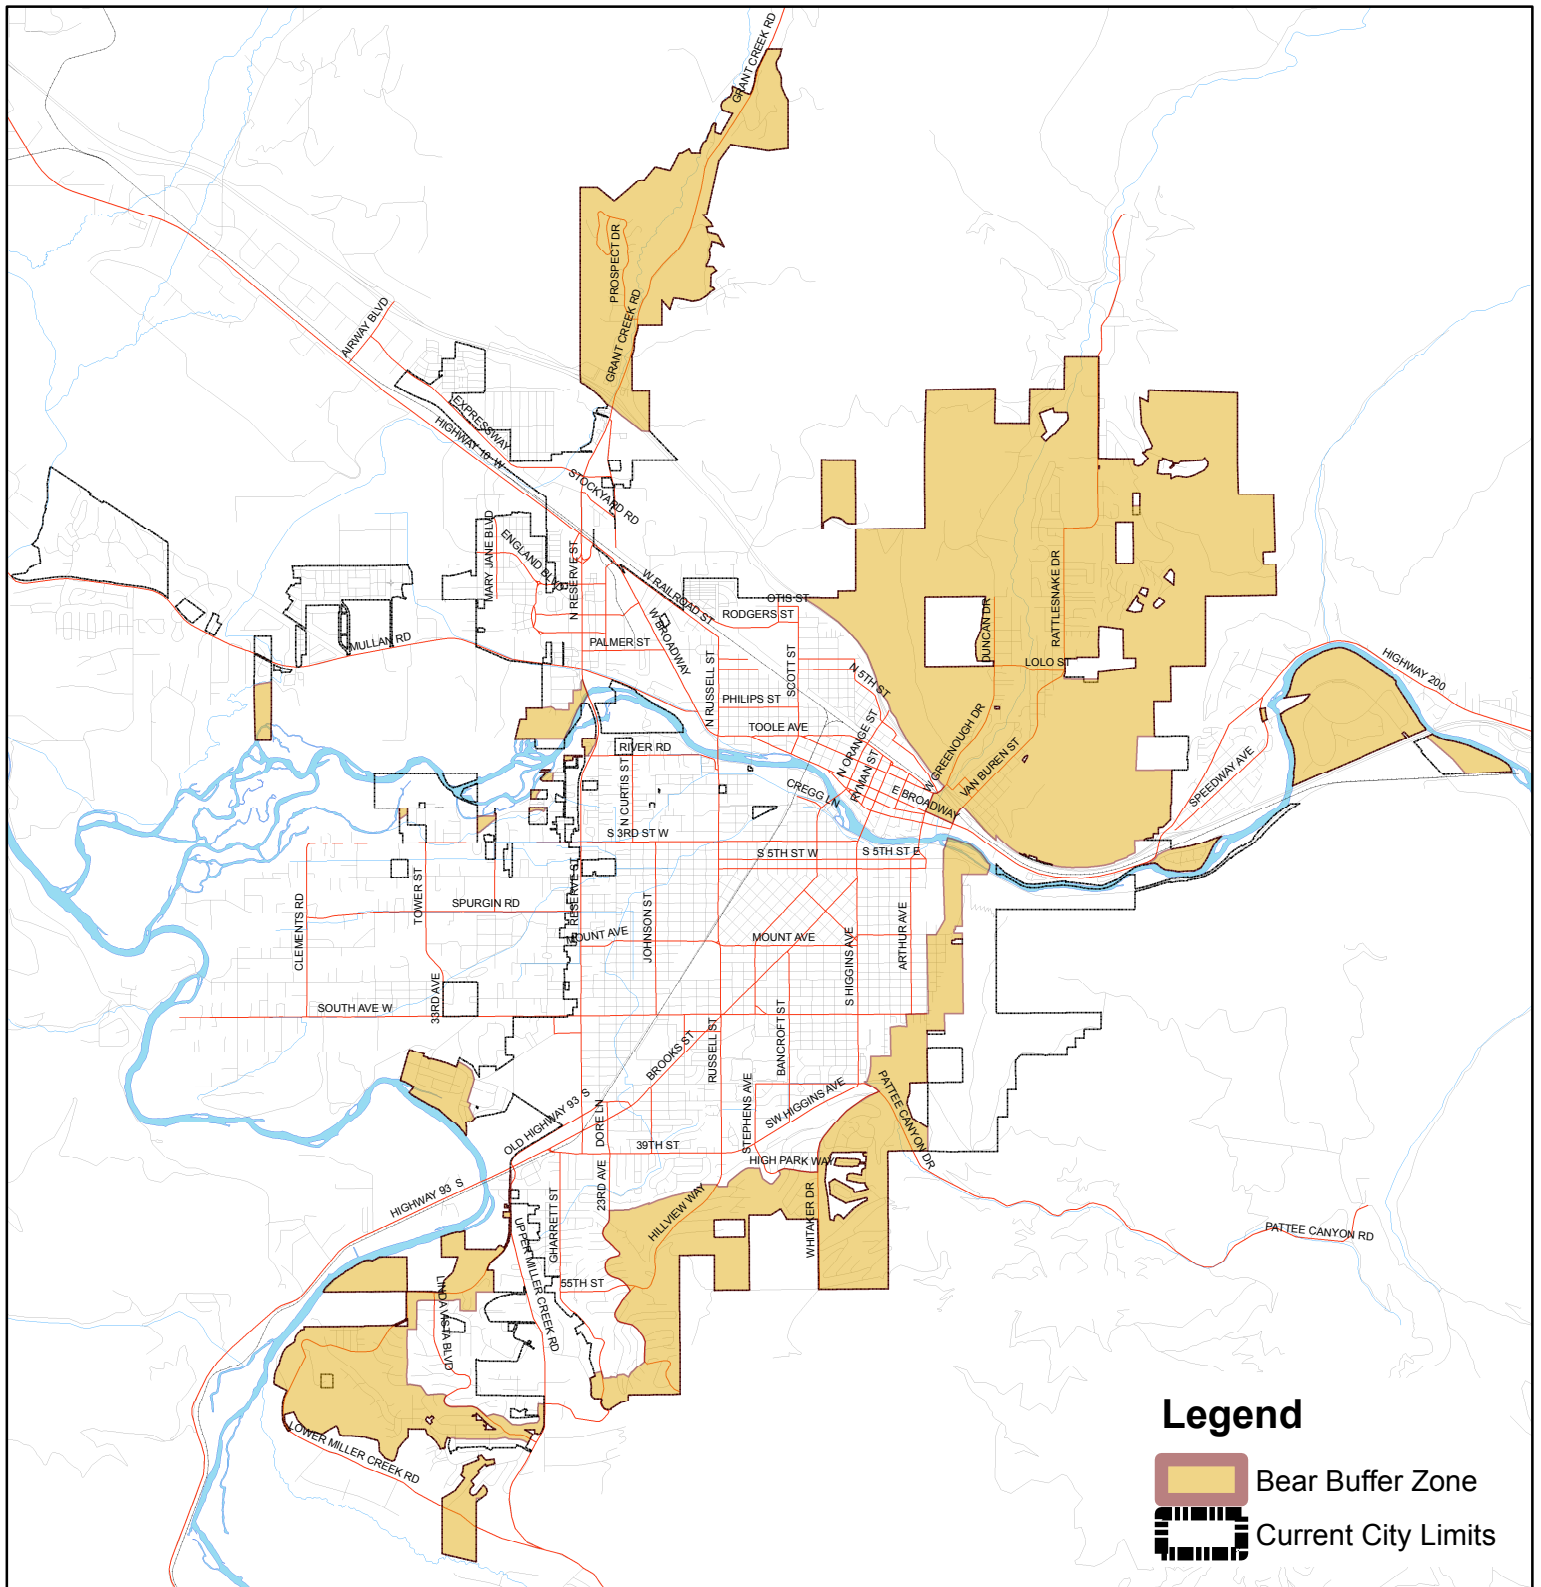 GRANT CREEK RD
PROSPECT DR
GRANT CREEK RD
AIRWAY BLVD
EXPRESSWAY
HIGHWAY 10 W
STOCKYARD RD
MARY JANE BLVD
ENGLAND BLVD
N RESERVE ST
W RAILROAD ST
OTIS ST
RODGERS ST
W BROADWAY
PALMER ST
MULLAN RD
SCOTT ST
N RUSSELL ST
N 5TH ST
PHILIPS ST
TOOLE AVE
DUNCAN DR
RATTLESNAKE DR
LOLO ST
HIGHWAY 200
RIVER RD
N ORANGE ST
RYMAN ST
W GREENOUGH DR
VAN BUREN ST
E BROADWAY
SPEEDWAY AVE
N CURTIS ST
CREGG LN
S 3RD ST W
S 5TH ST W
S 5TH ST E
TOWER ST
SPURGIN RD
CLEMENTS RD
S RESERVE ST
JOHNSON ST
MOUNT AVE
MOUNT AVE
S HIGGINS AVE
ARTHUR AVE
33RD AVE
SOUTH AVE W
BROOKS ST
RUSSELL ST
BANCROFT ST
STEPHENS AVE
SW HIGGINS AVE
PATTEE CANYON DR
OLD HIGHWAY 93 S
DORE LN
39TH ST
HIGH PARK WAY
HIGHWAY 93 S
GHARRETT ST
23RD AVE
HILLVIEW WAY
WHITAKER DR
PATTEE CANYON RD
UPPER MILLER CREEK RD
55TH ST
LINDA VISTA BLVD
LOWER MILLER CREEK RD
Legend
Bear Buffer Zone
Current City Limits